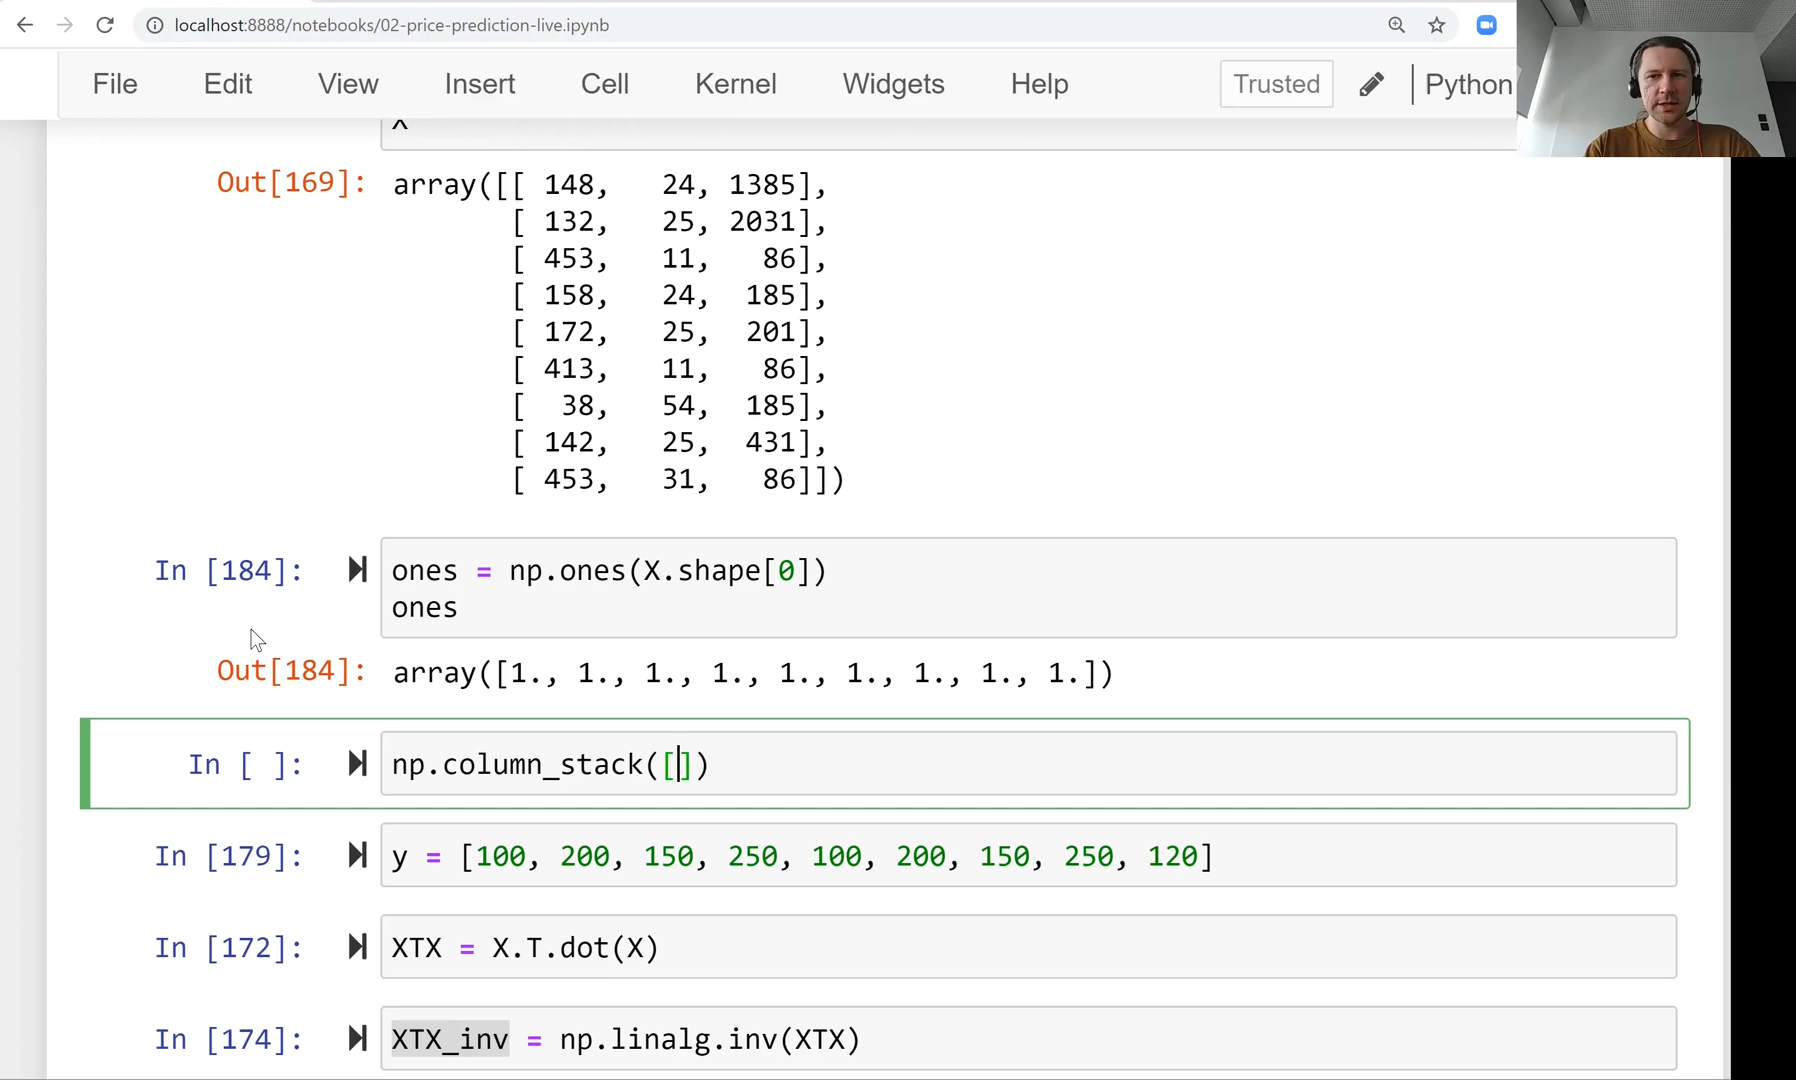 localhost:8888/notebooks/02-price-prediction-live.ipynb
File Edit View Insert Cell Kernel Widgets Help Trusted Python
X
Out[169]: array([[ 148, 24, 1385],
[ 132, 25, 2031],
[ 453, 11, 86],
[ 158, 24, 185],
[ 172, 25, 201],
[ 413, 11, 86],
[ 38, 54, 185],
[ 142, 25, 431],
[ 453, 31, 86]])
In [184]: ones = np.ones(X.shape[0])
ones
Out[184]: array([1., 1., 1., 1., 1., 1., 1., 1., 1.])
In [ ]: np.column_stack([])
In [179]: y = [100, 200, 150, 250, 100, 200, 150, 250, 120]
In [172]: XTX = X.T.dot(X)
In [174]: XTX_inv = np.linalg.inv(XTX)